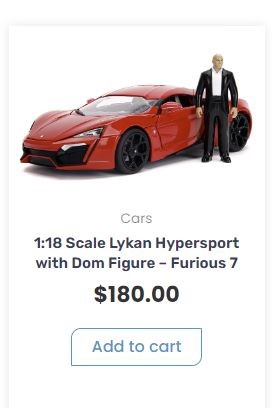 Cars
1:18 Scale Lykan Hypersport
with Dom Figure – Furious 7
$180.00
Add to cart